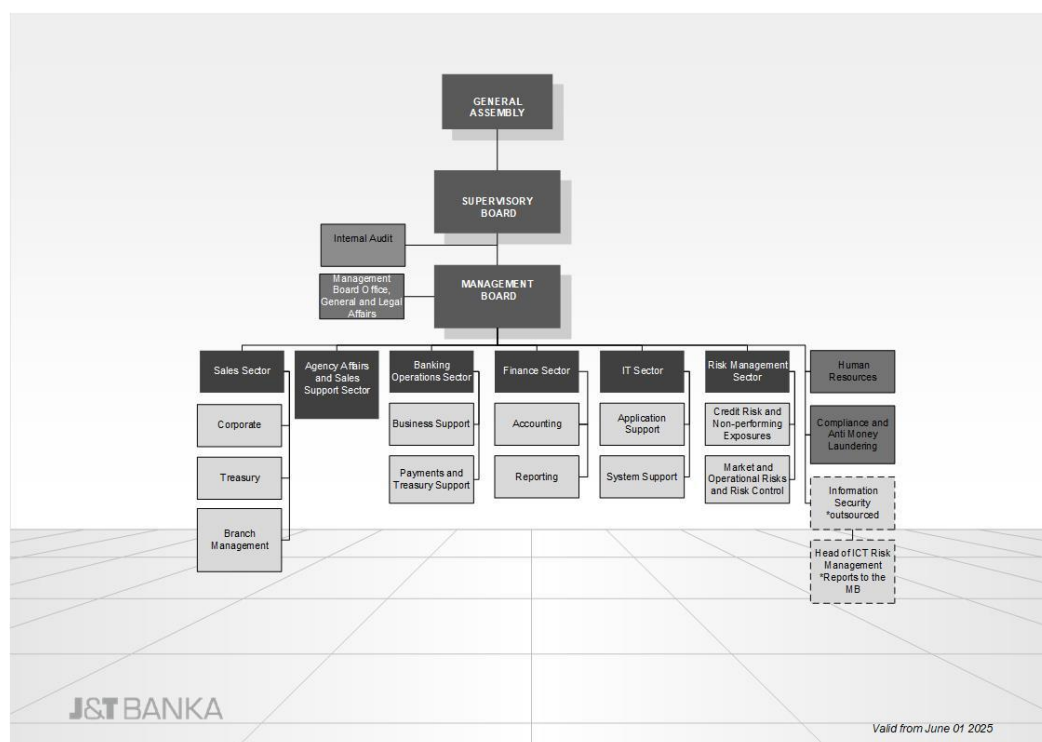 GENERAL
ASSEMBLY
SUPERVISORY
BOARD
Internal Audit
Management
Board Office,
General and Legal
Affairs
MANAGEMENT
BOARD
Sales Sector
Agency Affairs
and Sales
Support Sector
Banking
Operations Sector
Finance Sector
IT Sector
Risk Management
Sector
Human
Resources
Corporate
Business Support
Accounting
Application
Support
Credit Risk and
Non-performing
Exposures
Compliance and
Anti Money
Laundering
Treasury
Payments and
Treasury Support
Reporting
System Support
Market and
Operational Risks
and Risk Control
Information
Security
*outsourced
Branch
Management
Head of ICT Risk
Management
*Reports to the
MB
J&T BANKA
Valid from June 01 2025